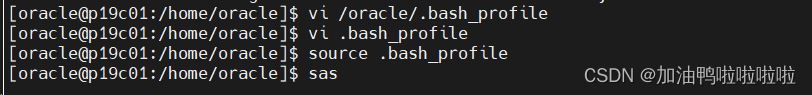 [oracle@p19c01:/home/oracle]$ vi /oracle/.bash_profile
[oracle@p19c01:/home/oracle]$ vi .bash_profile
[oracle@p19c01:/home/oracle]$ source .bash_profile
[oracle@p19c01:/home/oracle]$ sas
CSDN @加油鸭啦啦啦啦啦